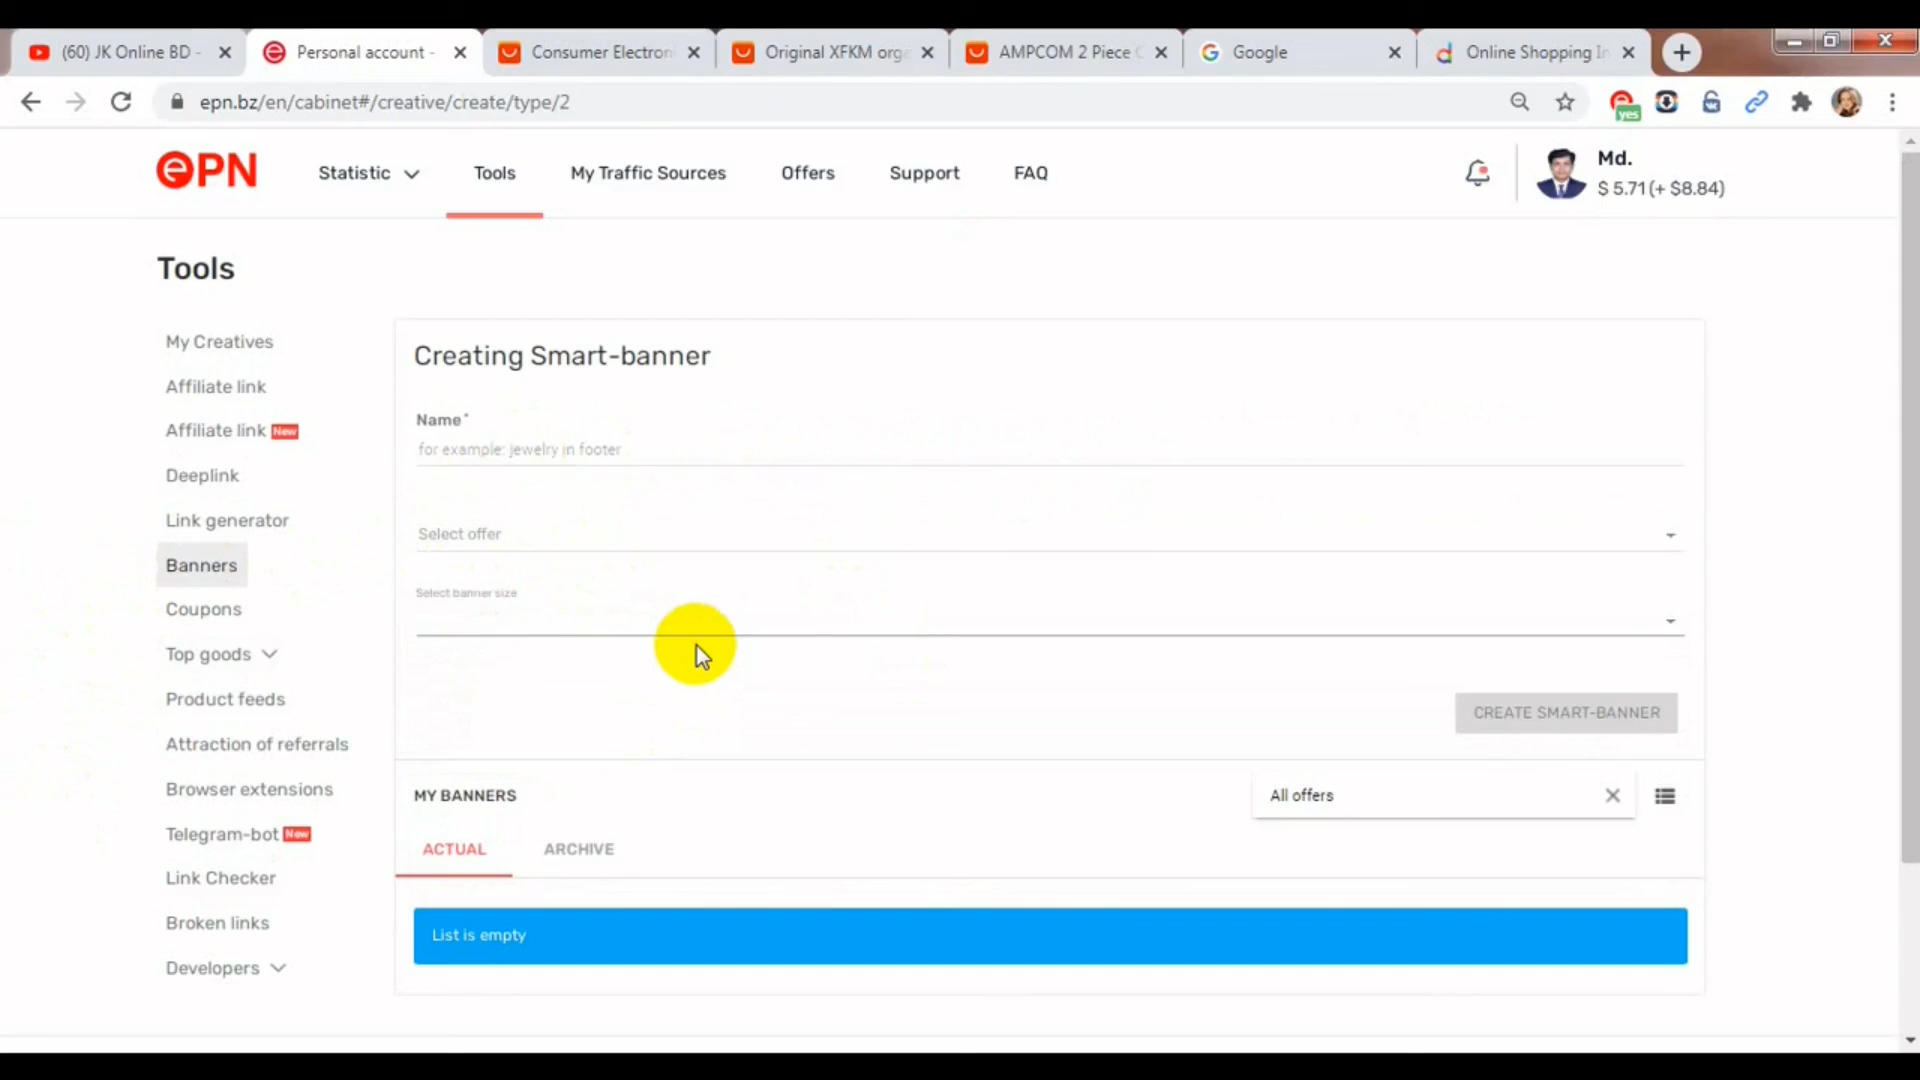 (60) JK Online BD -
Personal account -
Consumer Electroni
Original XFKM orga
AMPCOM 2 Piece C
Google
Online Shopping In
epn.bz/en/cabinet#/creative/create/type/2
yes
ePN
Statistic
Tools
My Traffic Sources
Offers
Support
FAQ
Md.
$ 5.71 (+ $8.84)
Tools
My Creatives
Affiliate link
Affiliate link New
Deeplink
Link generator
Banners
Coupons
Top goods
Product feeds
Attraction of referrals
Browser extensions
Telegram-bot New
Link Checker
Broken links
Developers
Creating Smart-banner
Name*
for example: jewelry in footer
Select offer
Select banner size
CREATE SMART-BANNER
MY BANNERS
All offers
ACTUAL
ARCHIVE
List is empty